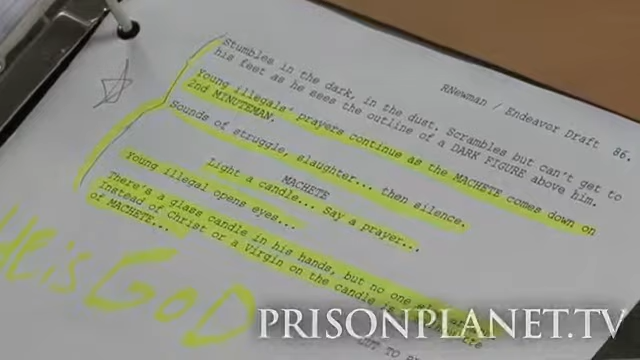 RNewman / Endeavor Draft 86.
Stumbles in the dark, in the dust. Scrambles but can't get to
his feet as he sees the outline of a DARK FIGURE above him.
Young illegals' prayers continue as the MACHETE comes down on
2nd MINUTEMAN.
Sounds of struggle, slaughter... then silence.
MACHETE
Light a candle... Say a prayer...
Young illegal opens eyes...
There's a glass candle in his hands, but no one
instead of Christ or a Virgin on the candle is
of MACHETE...
He is GOD
CUT TO
PRISONPLANET.TV